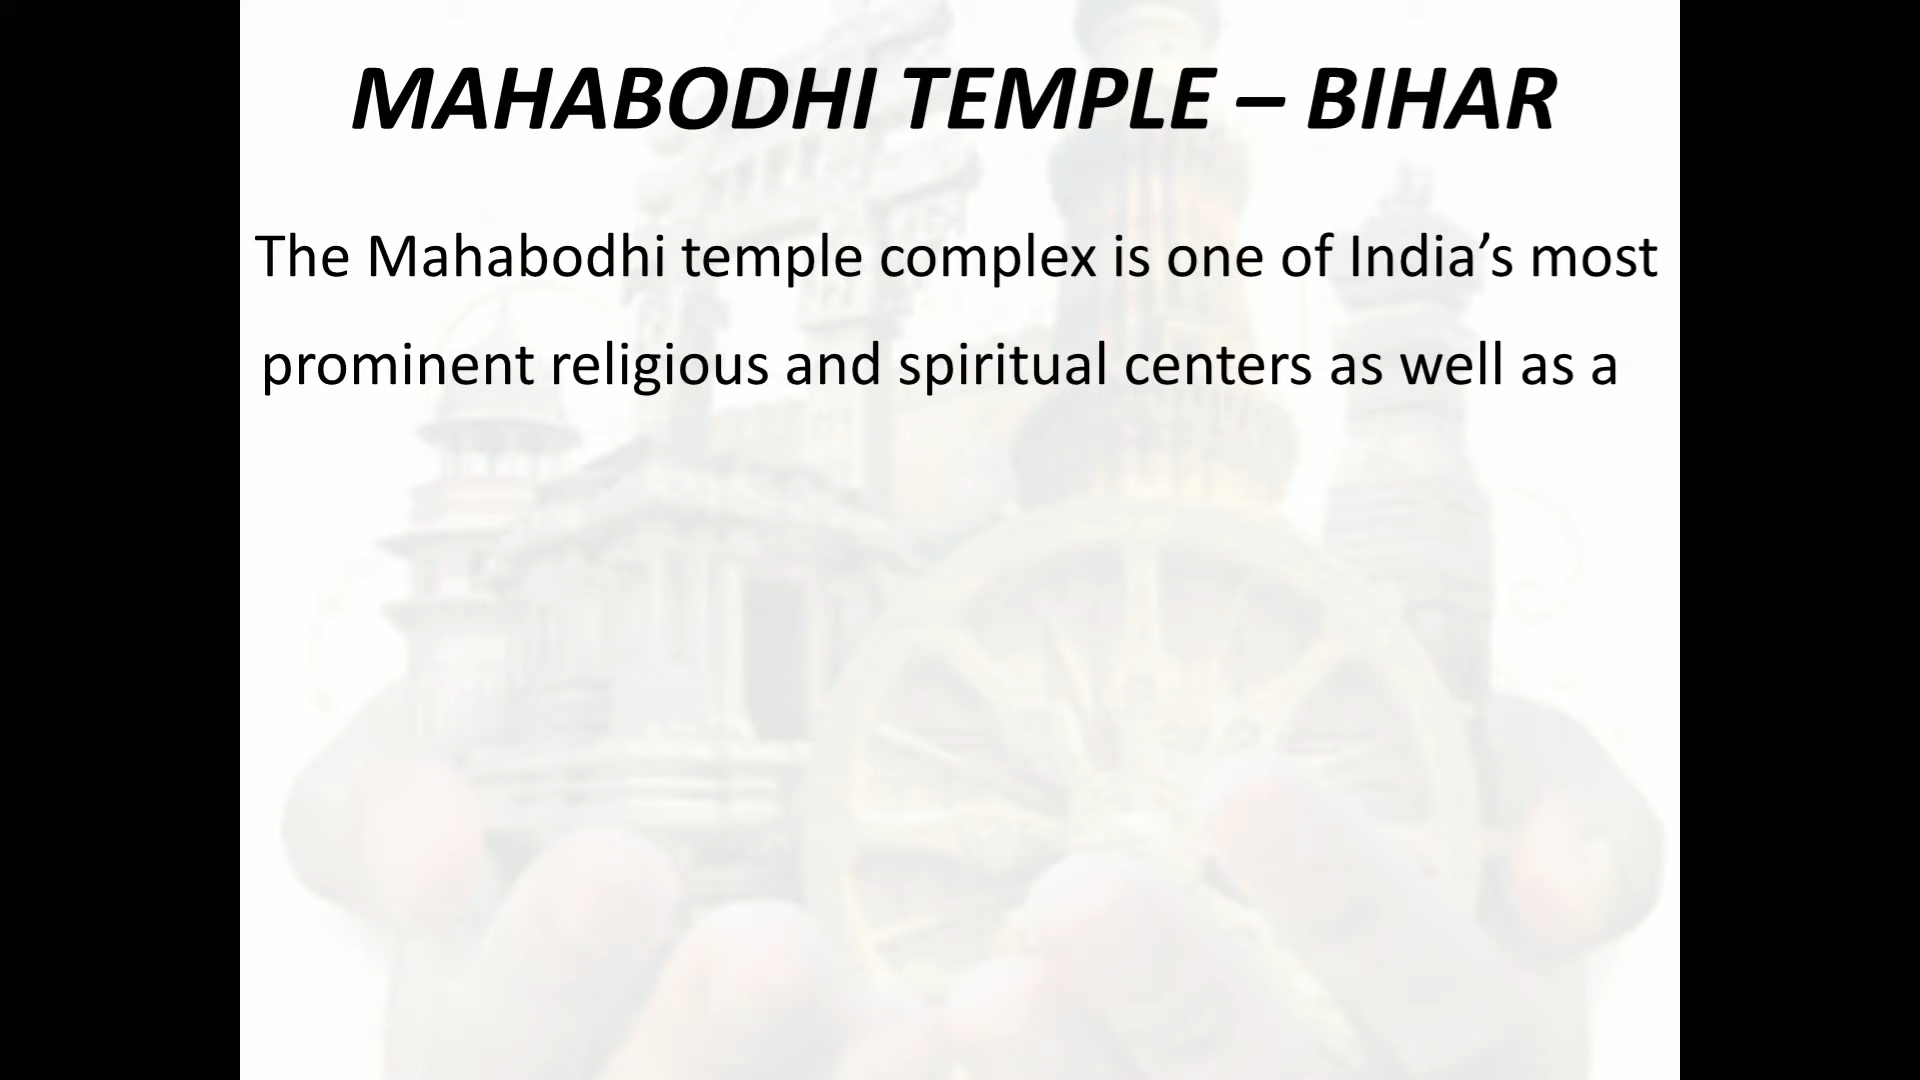 MAHABODHI TEMPLE – BIHAR
The Mahabodhi temple complex is one of India’s most
prominent religious and spiritual centers as well as a